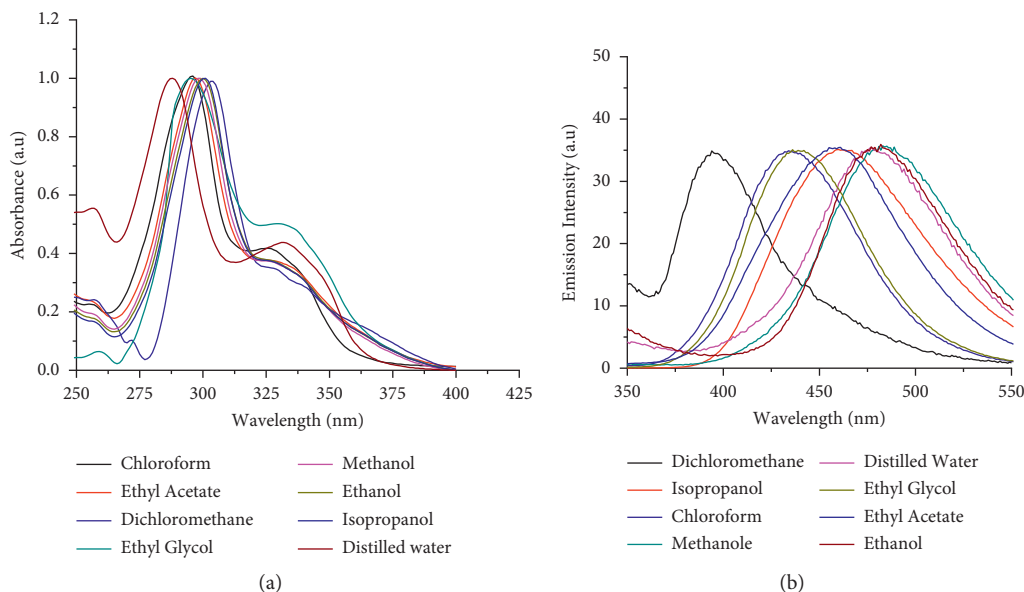 1.2
1.0
0.8
0.6
0.4
0.2
0.0
Absorbance (a.u)
250 275 300 325 350 375 400 425
Wavelength (nm)
Chloroform
Ethyl Acetate
Dichloromethane
Ethyl Glycol
Methanol
Ethanol
Isopropanol
Distilled water
(a)
50
40
30
20
10
0
Emission Intensity (a.u)
350 400 450 500 550
Wavelength (nm)
Dichloromethane
Isopropanol
Chloroform
Methanole
Distilled Water
Ethyl Glycol
Ethyl Acetate
Ethanol
(b)